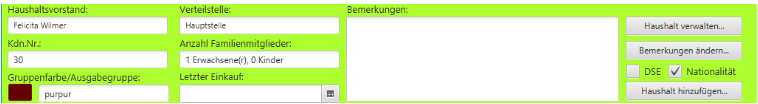 Haushaltsvorstand:
Felicita Wilmer
Kdn.Nr.:
30
Gruppenfarbe/Ausgabegruppe:
purpur
Verteilstelle:
Hauptstelle
Anzahl Familienmitglieder:
1 Erwachsene(r), 0 Kinder
Letzter Einkauf:
Bemerkungen:
Haushalt verwalten...
Bemerkungen ändern...
DSE Nationalität
Haushalt hinzufügen...